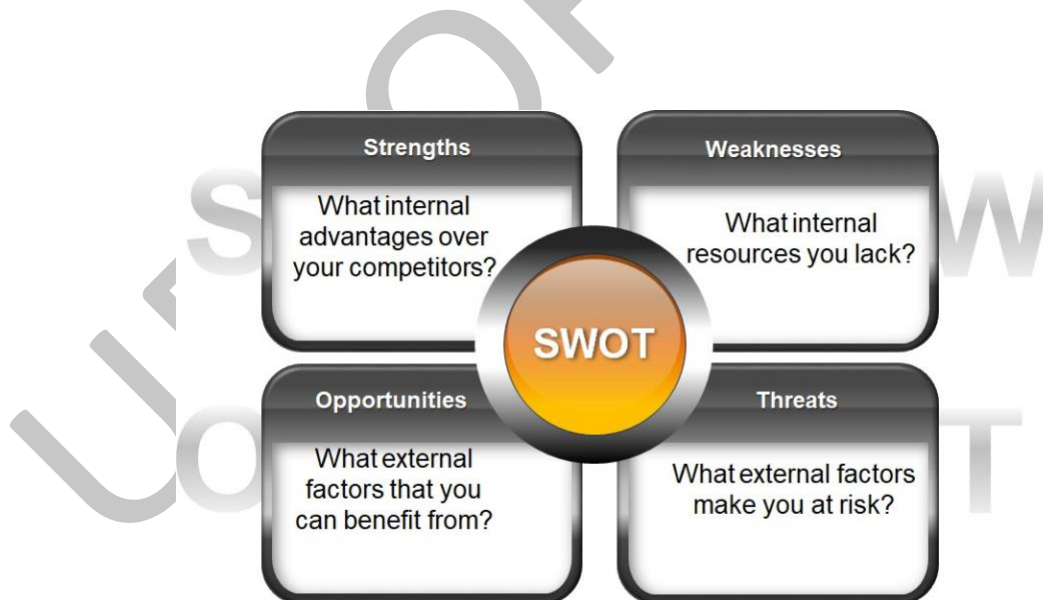 Strengths
What internal
advantages over
your competitors?
Weaknesses
What internal
resources you lack?
S
W
SWOT
Opportunities
What external
factors that you
can benefit from?
Threats
What external factors
make you at risk?
O
T